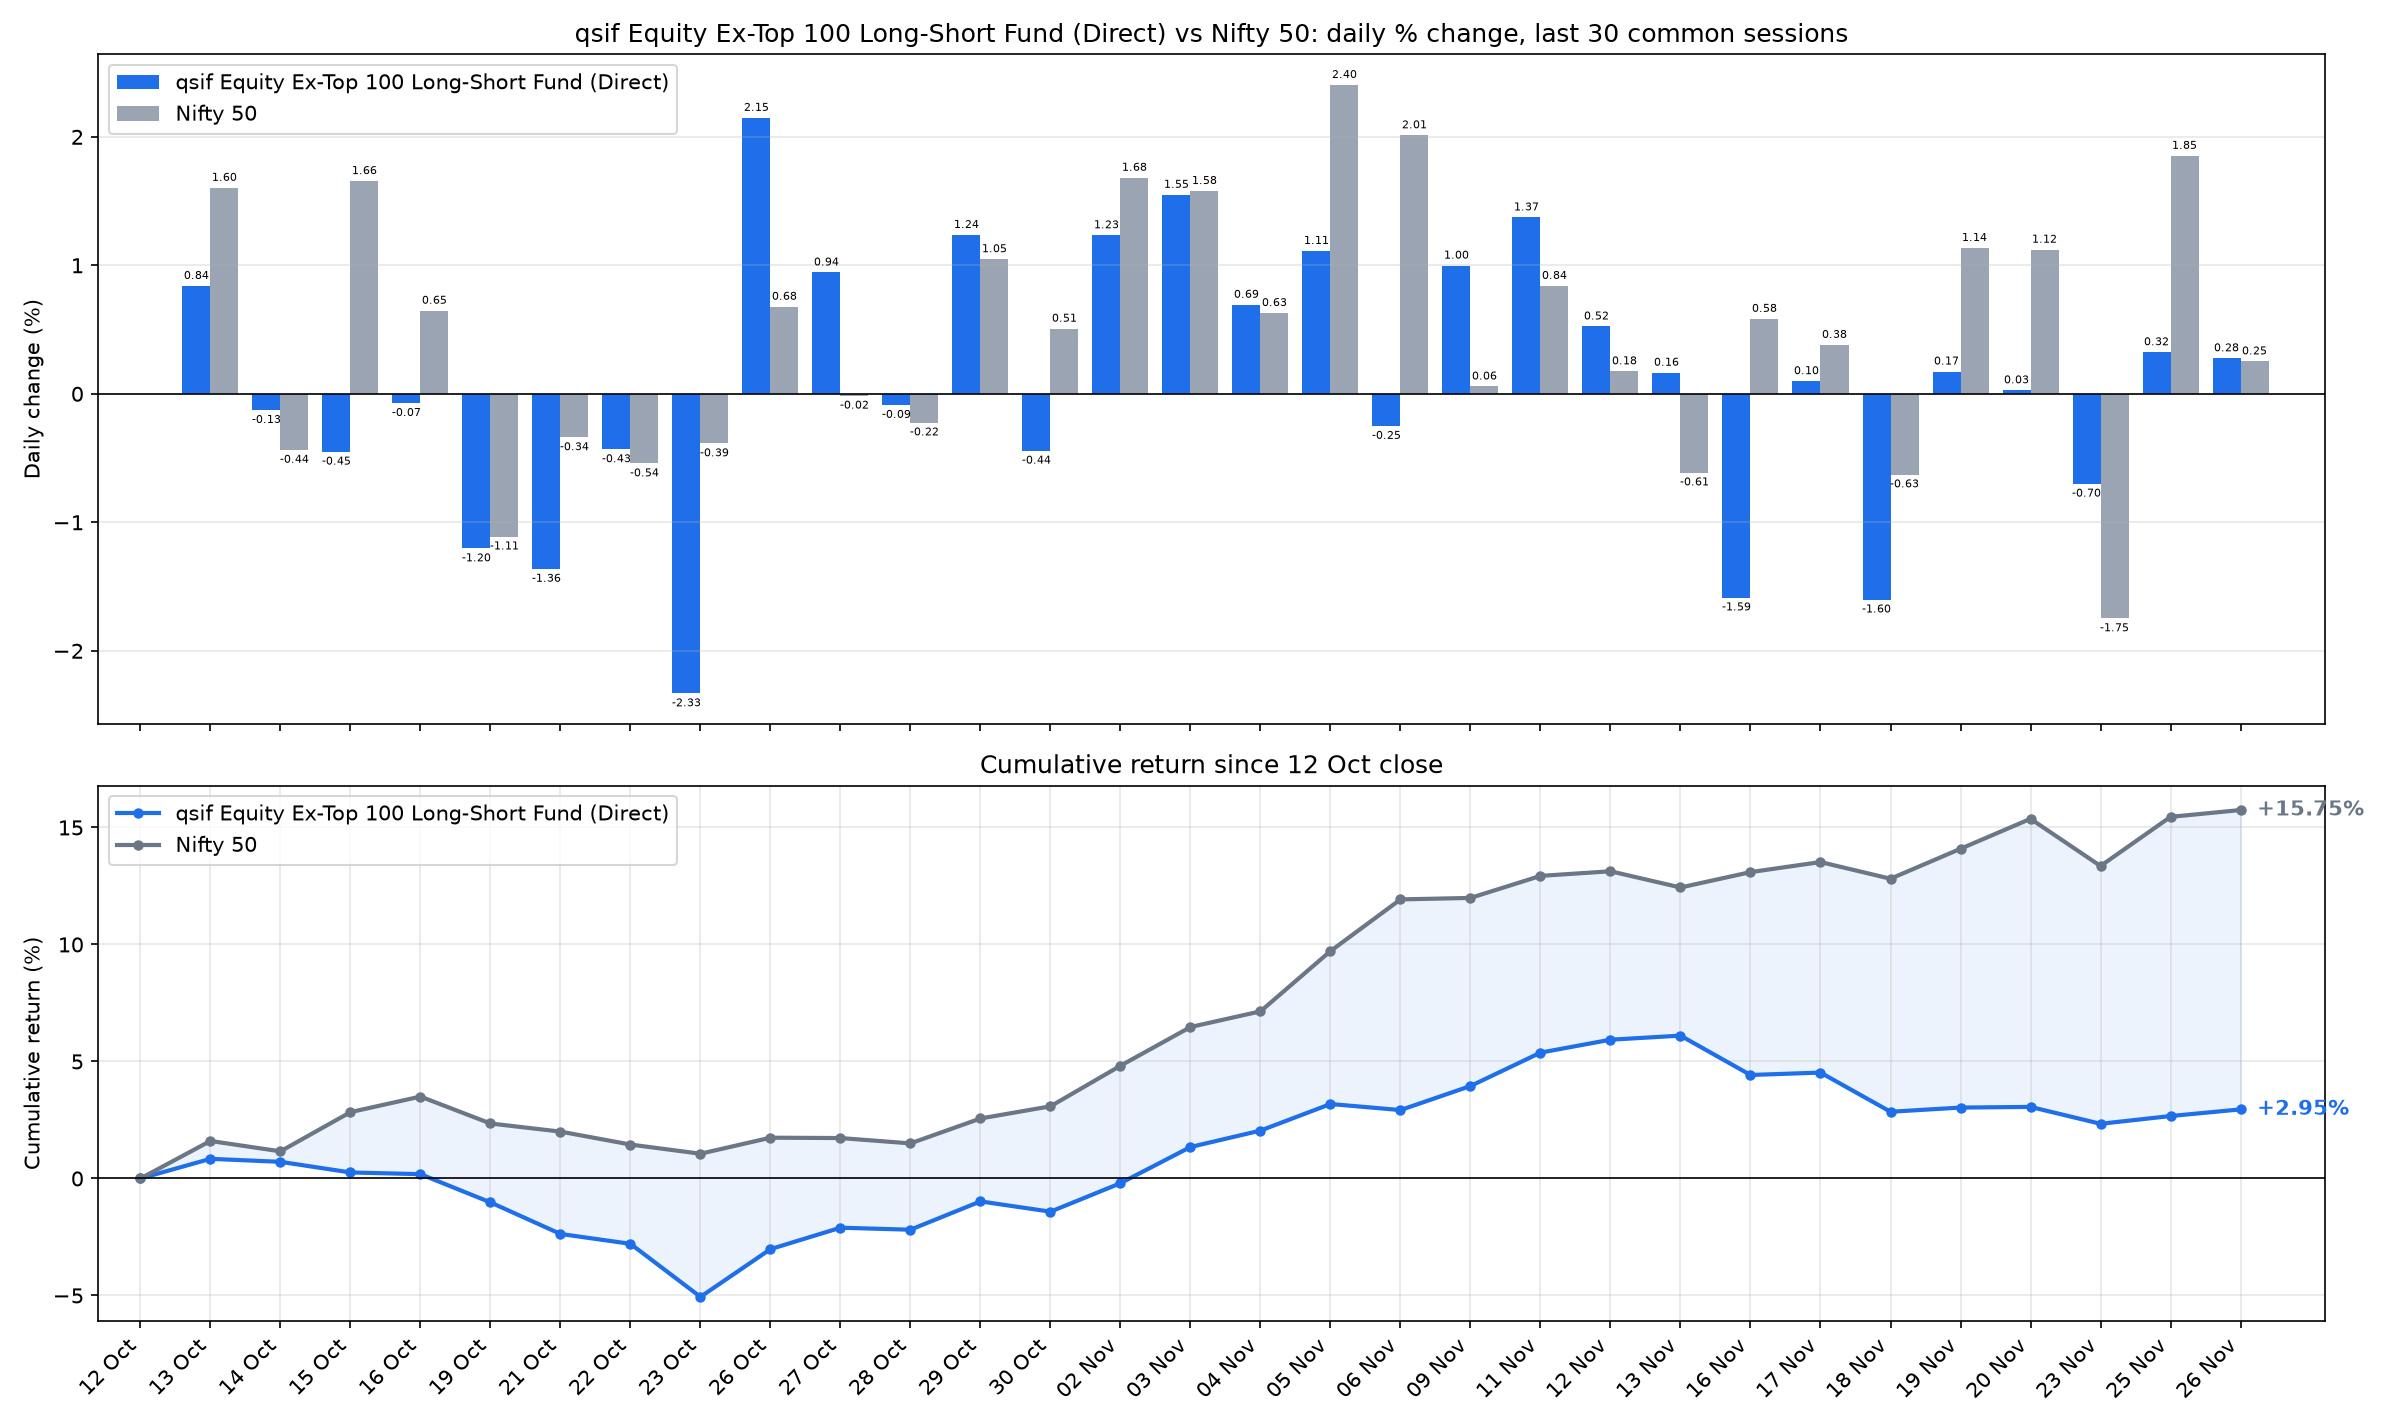 qsif Equity Ex-Top 100 Long-Short Fund (Direct) vs Nifty 50: daily % change, last 30 common sessions
qsif Equity Ex-Top 100 Long-Short Fund (Direct)
Nifty 50
Daily change (%)
2
1
0
−1
−2
0.84
1.60
-0.13
-0.44
-0.45
1.66
-0.07
0.65
-1.20
-1.11
-1.36
-0.34
-0.43
-0.54
-2.33
-0.39
2.15
0.68
0.94
-0.02
-0.09
-0.22
1.24
1.05
-0.44
0.51
1.23
1.68
1.55
1.58
0.69
0.63
1.11
2.40
-0.25
2.01
1.00
0.06
1.37
0.84
0.52
0.18
0.16
-0.61
-1.59
0.58
0.10
0.38
-1.60
-0.63
0.17
1.14
0.03
1.12
-0.70
-1.75
0.32
1.85
0.28
0.25
Cumulative return since 12 Oct close
qsif Equity Ex-Top 100 Long-Short Fund (Direct)
Nifty 50
Cumulative return (%)
15
10
5
0
−5
+15.75%
+2.95%
12 Oct
13 Oct
14 Oct
15 Oct
16 Oct
19 Oct
21 Oct
22 Oct
23 Oct
26 Oct
27 Oct
28 Oct
29 Oct
30 Oct
02 Nov
03 Nov
04 Nov
05 Nov
06 Nov
09 Nov
11 Nov
12 Nov
13 Nov
16 Nov
17 Nov
18 Nov
19 Nov
20 Nov
23 Nov
25 Nov
26 Nov